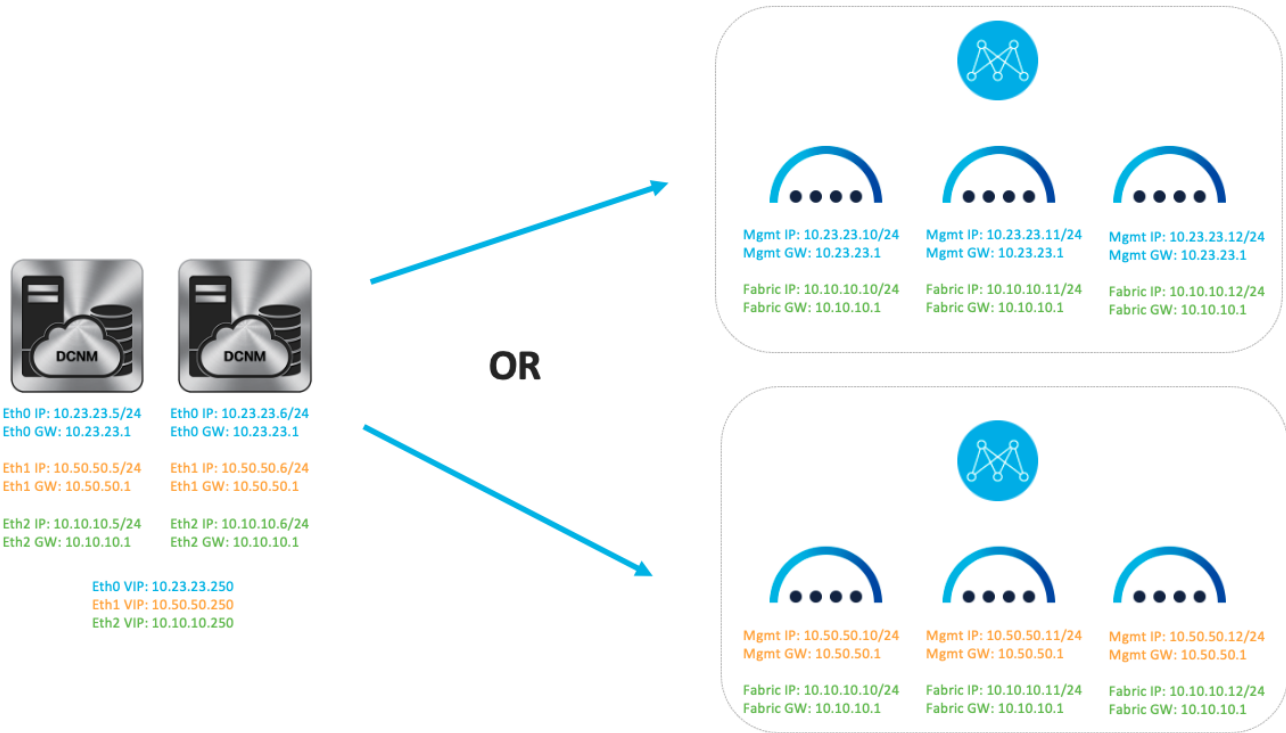 Mgmt IP: 10.23.23.10/24
Mgmt GW: 10.23.23.1
Fabric IP: 10.10.10.10/24
Fabric GW: 10.10.10.1
Mgmt IP: 10.23.23.11/24
Mgmt GW: 10.23.23.1
Fabric IP: 10.10.10.11/24
Fabric GW: 10.10.10.1
Mgmt IP: 10.23.23.12/24
Mgmt GW: 10.23.23.1
Fabric IP: 10.10.10.12/24
Fabric GW: 10.10.10.1
DCNM
Eth0 IP: 10.23.23.5/24
Eth0 GW: 10.23.23.1
Eth1 IP: 10.50.50.5/24
Eth1 GW: 10.50.50.1
Eth2 IP: 10.10.10.5/24
Eth2 GW: 10.10.10.1
DCNM
Eth0 IP: 10.23.23.6/24
Eth0 GW: 10.23.23.1
Eth1 IP: 10.50.50.6/24
Eth1 GW: 10.50.50.1
Eth2 IP: 10.10.10.6/24
Eth2 GW: 10.10.10.1
Eth0 VIP: 10.23.23.250
Eth1 VIP: 10.50.50.250
Eth2 VIP: 10.10.10.250
OR
Mgmt IP: 10.50.50.10/24
Mgmt GW: 10.50.50.1
Fabric IP: 10.10.10.10/24
Fabric GW: 10.10.10.1
Mgmt IP: 10.50.50.11/24
Mgmt GW: 10.50.50.1
Fabric IP: 10.10.10.11/24
Fabric GW: 10.10.10.1
Mgmt IP: 10.50.50.12/24
Mgmt GW: 10.50.50.1
Fabric IP: 10.10.10.12/24
Fabric GW: 10.10.10.1